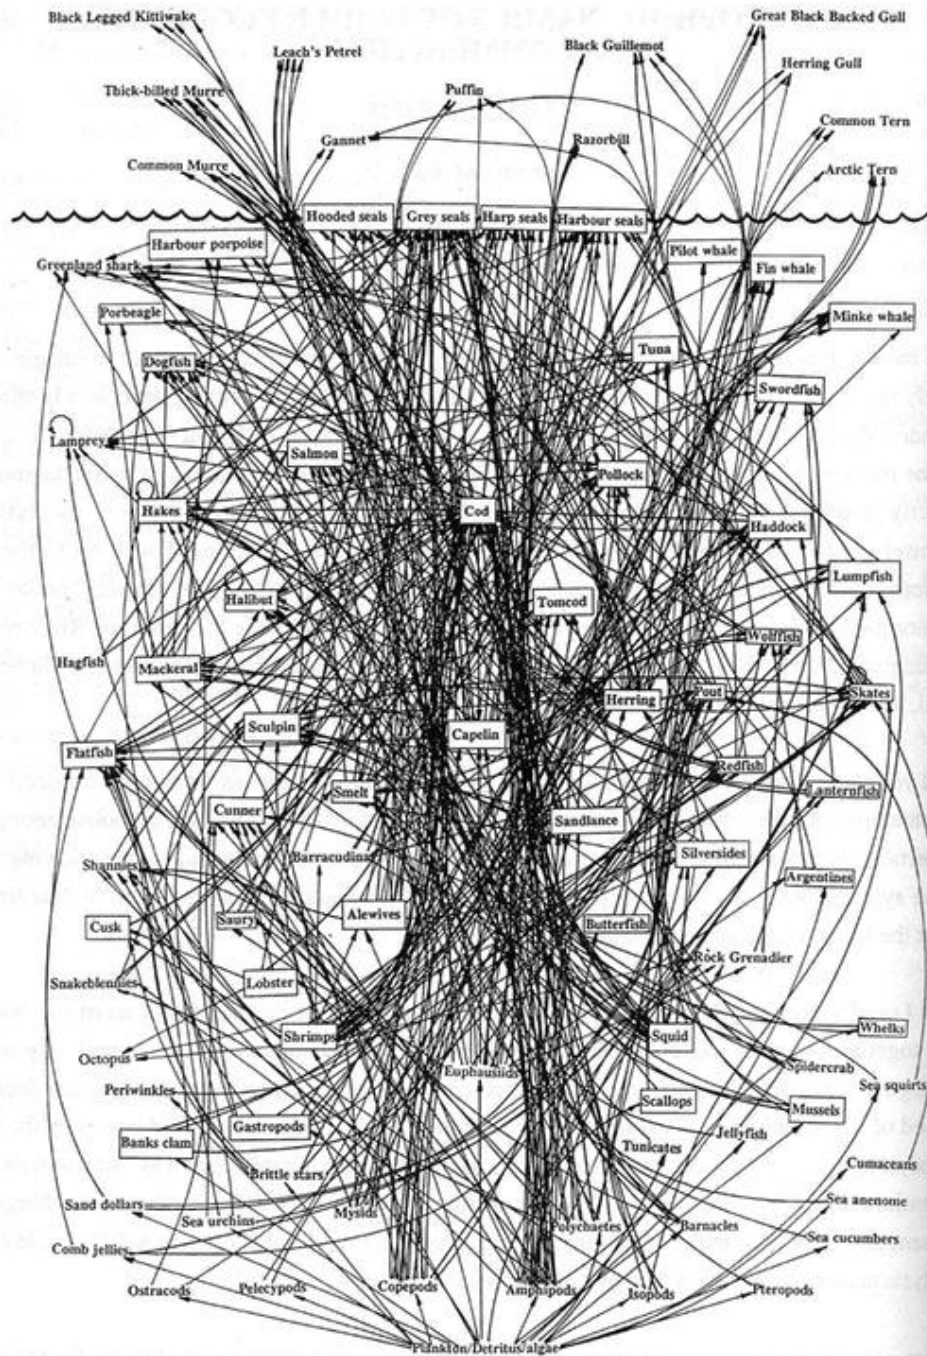 Black Legged Kittiwake
Great Black Backed Gull
Leach's Petrel
Black Guillemot
Herring Gull
Thick-billed Murre
Puffin
Common Tern
Gannet
Razorbill
Common Murre
Arctic Tern
Hooded seals
Grey seals
Harp seals
Harbour seals
Harbour porpoise
Pilot whale
Greenland shark
Fin whale
Porbeagle
Minke whale
Tuna
Dogfish
Swordfish
Lamprey
Salmon
Pollock
Hakes
Cod
Haddock
Lumpfish
Halibut
Tomcod
Wolffish
Hagfish
Mackeral
Herring
Pout
Skates
Sculpin
Capelin
Flatfish
Redfish
Smelt
Lanternfish
Cunner
Sandlance
Barracudina
Silversides
Shannies
Argentines
Alewives
Saury
Butterfish
Cusk
Rock Grenadier
Snakeblennies
Lobster
Shrimps
Squid
Whelks
Octopus
Euphausiids
Spidercrab
Sea squirts
Periwinkles
Scallops
Mussels
Gastropods
Jellyfish
Banks clam
Tunicates
Cumaceans
Brittle stars
Sand dollars
Sea anenome
Sea urchins
Mysids
Polychaetes
Barnacles
Sea cucumbers
Comb jellies
Ostracods
Pelecypods
Copepods
Amphipods
Isopods
Pteropods
Plankton/Detritus/algae